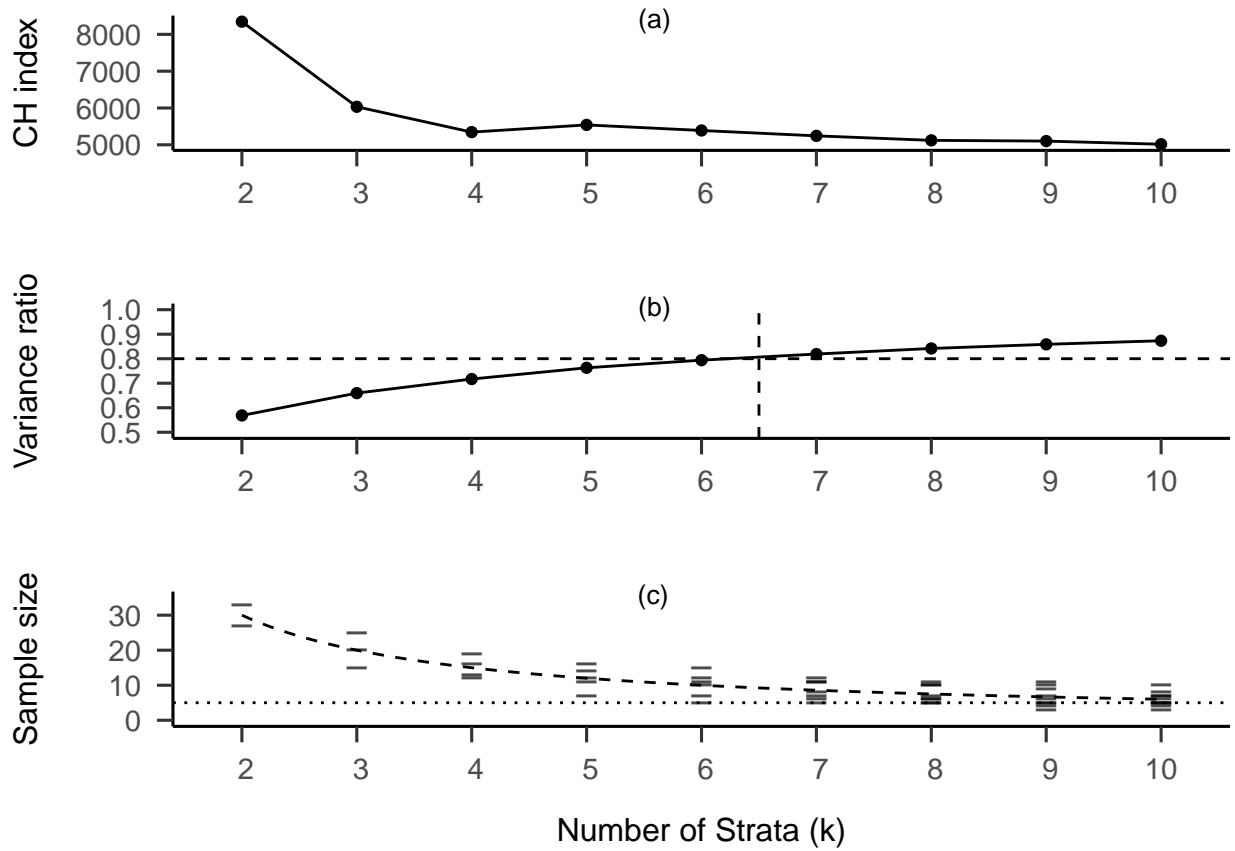 (a)
CH index
8000
7000
6000
5000
2 3 4 5 6 7 8 9 10
(b)
Variance ratio
1.0
0.9
0.8
0.7
0.6
0.5
2 3 4 5 6 7 8 9 10
(c)
Sample size
30
20
10
0
2 3 4 5 6 7 8 9 10
Number of Strata (k)